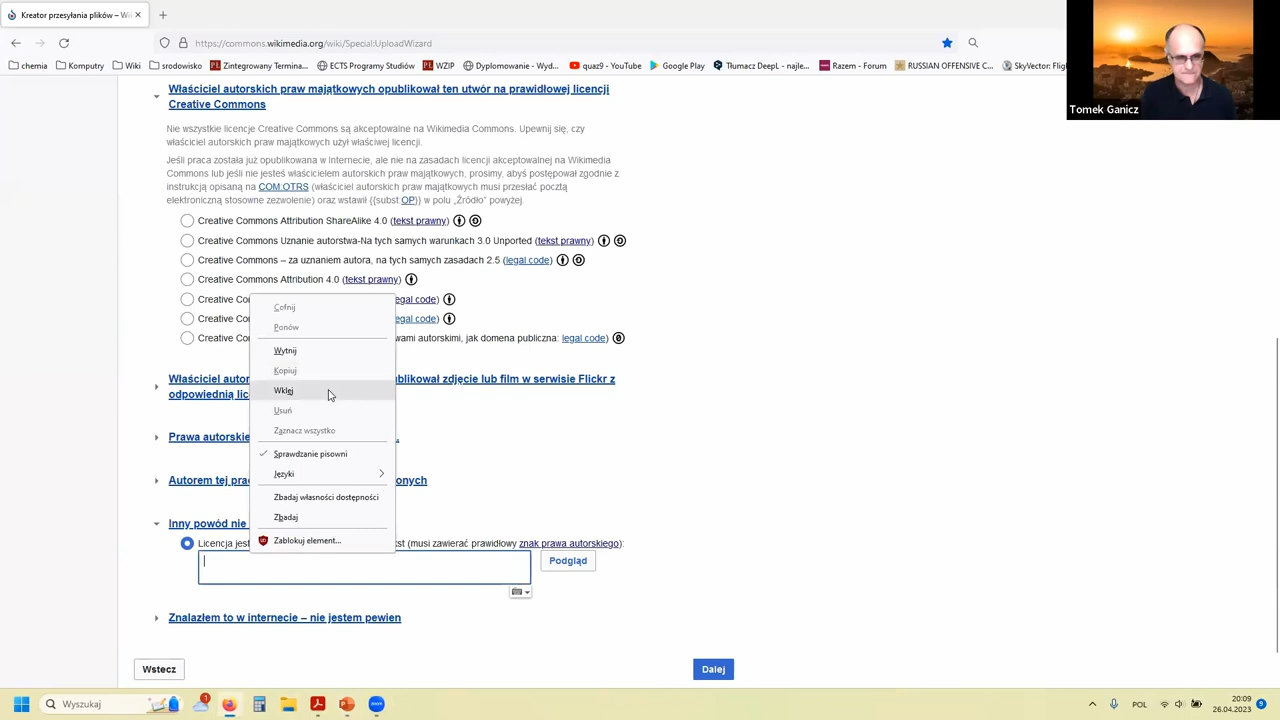 Kreator przesyłania plików – Wi
https://commons.wikimedia.org/wiki/Special:UploadWizard
chemia Komputry Wiki srodowisko Zintegrowany Termina... ECTS Programy Studiów WZIP Dyplomowanie - Wyd... quaz9 - YouTube Google Play Tłumacz DeepL - najle... Razem - Forum RUSSIAN OFFENSIVE C... SkyVector: Fligh
Tomek Ganicz
Właściciel autorskich praw majątkowych opublikował ten utwór na prawidłowej licencji
Creative Commons
Nie wszystkie licencje Creative Commons są akceptowalne na Wikimedia Commons. Upewnij się, czy
właściciel autorskich praw majątkowych użył właściwej licencji.
Jeśli praca została już opublikowana w Internecie, ale nie na zasadach licencji akceptowalnej na Wikimedia
Commons lub jeśli nie jesteś właścicielem autorskich praw majątkowych, prosimy, abyś postępował zgodnie z
instrukcją opisaną na COM:OTRS (właściciel autorskich praw majątkowych musi przesłać pocztą
elektroniczną stosowne zezwolenie) oraz wstawił {{subst OP}} w polu „Źródło” powyżej.
Creative Commons Attribution ShareAlike 4.0 (tekst prawny)
Creative Commons Uznanie autorstwa-Na tych samych warunkach 3.0 Unported (tekst prawny)
Creative Commons – za uznaniem autora, na tych samych zasadach 2.5 (legal code)
Creative Commons Attribution 4.0 (tekst prawny)
Creative Co legal code)
Creative Co legal code)
Creative Co wami autorskimi, jak domena publiczna: legal code)
Cofnij
Ponów
Wytnij
Kopiuj
Wklej
Usuń
Zaznacz wszystko
Sprawdzanie pisowni
Języki
Zbadaj własności dostępności
Zbadaj
Zablokuj element...
Właściciel autor blikował zdjęcie lub film w serwisie Flickr z
odpowiednią lic
Prawa autorskie .
Autorem tej prac onych
Inny powód nie
Licencja jest kst (musi zawierać prawidłowy znak prawa autorskiego):
Podgląd
Znalazłem to w internecie – nie jestem pewien
Wstecz
Dalej
Wyszukaj
1
POL
20:09
26.04.2023